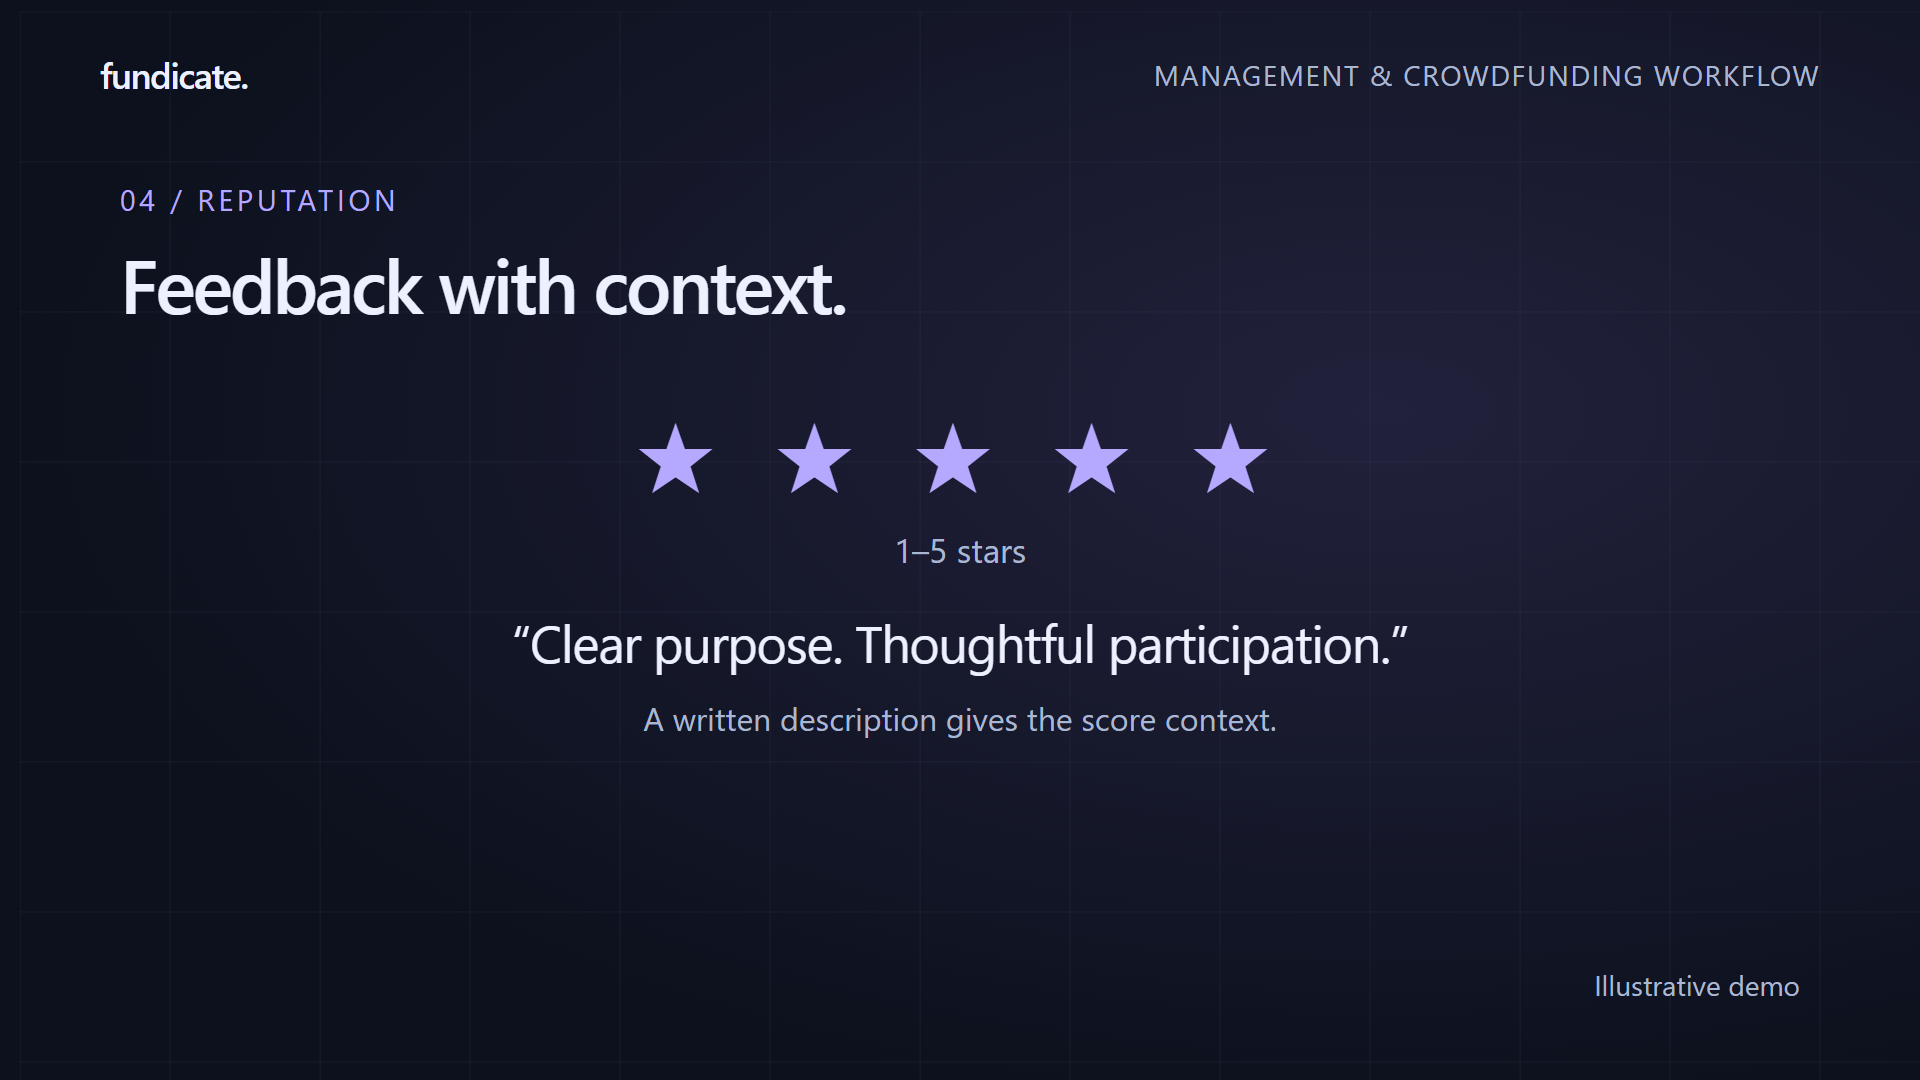 fundicate.
MANAGEMENT & CROWDFUNDING WORKFLOW
04 / REPUTATION
Feedback with context.
1–5 stars
“Clear purpose. Thoughtful participation.”
A written description gives the score context.
Illustrative demo